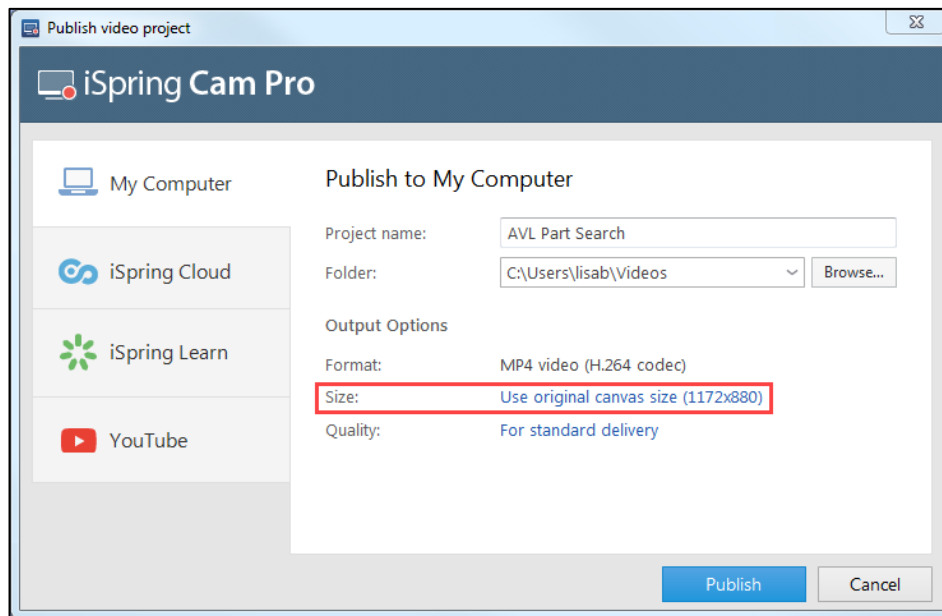 Publish video project
iSpring Cam Pro
My Computer
iSpring Cloud
iSpring Learn
YouTube
Publish to My Computer
Project name: AVL Part Search
Folder: C:\Users\lisab\Videos Browse...
Output Options
Format: MP4 video (H.264 codec)
Size: Use original canvas size (1172x880)
Quality: For standard delivery
Publish Cancel